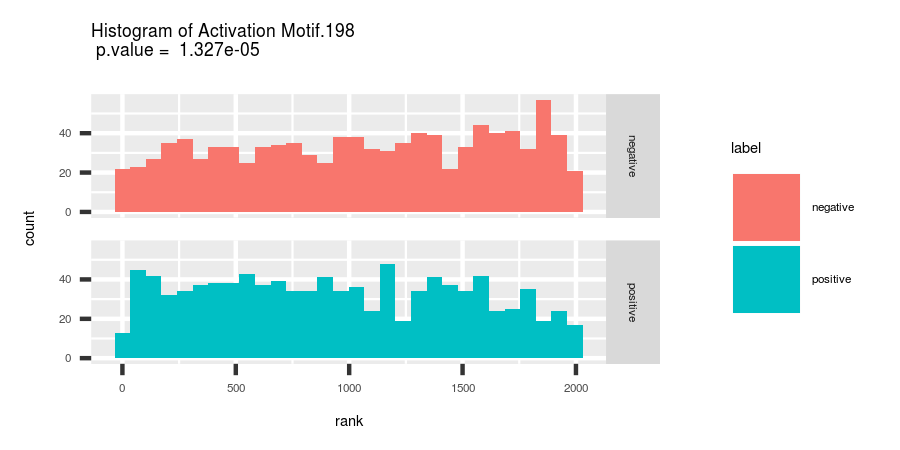 Histogram of Activation Motif.198
p.value = 1.327e-05
count
40
20
0
negative
40
20
0
positive
0
500
1000
1500
2000
rank
label
negative
positive